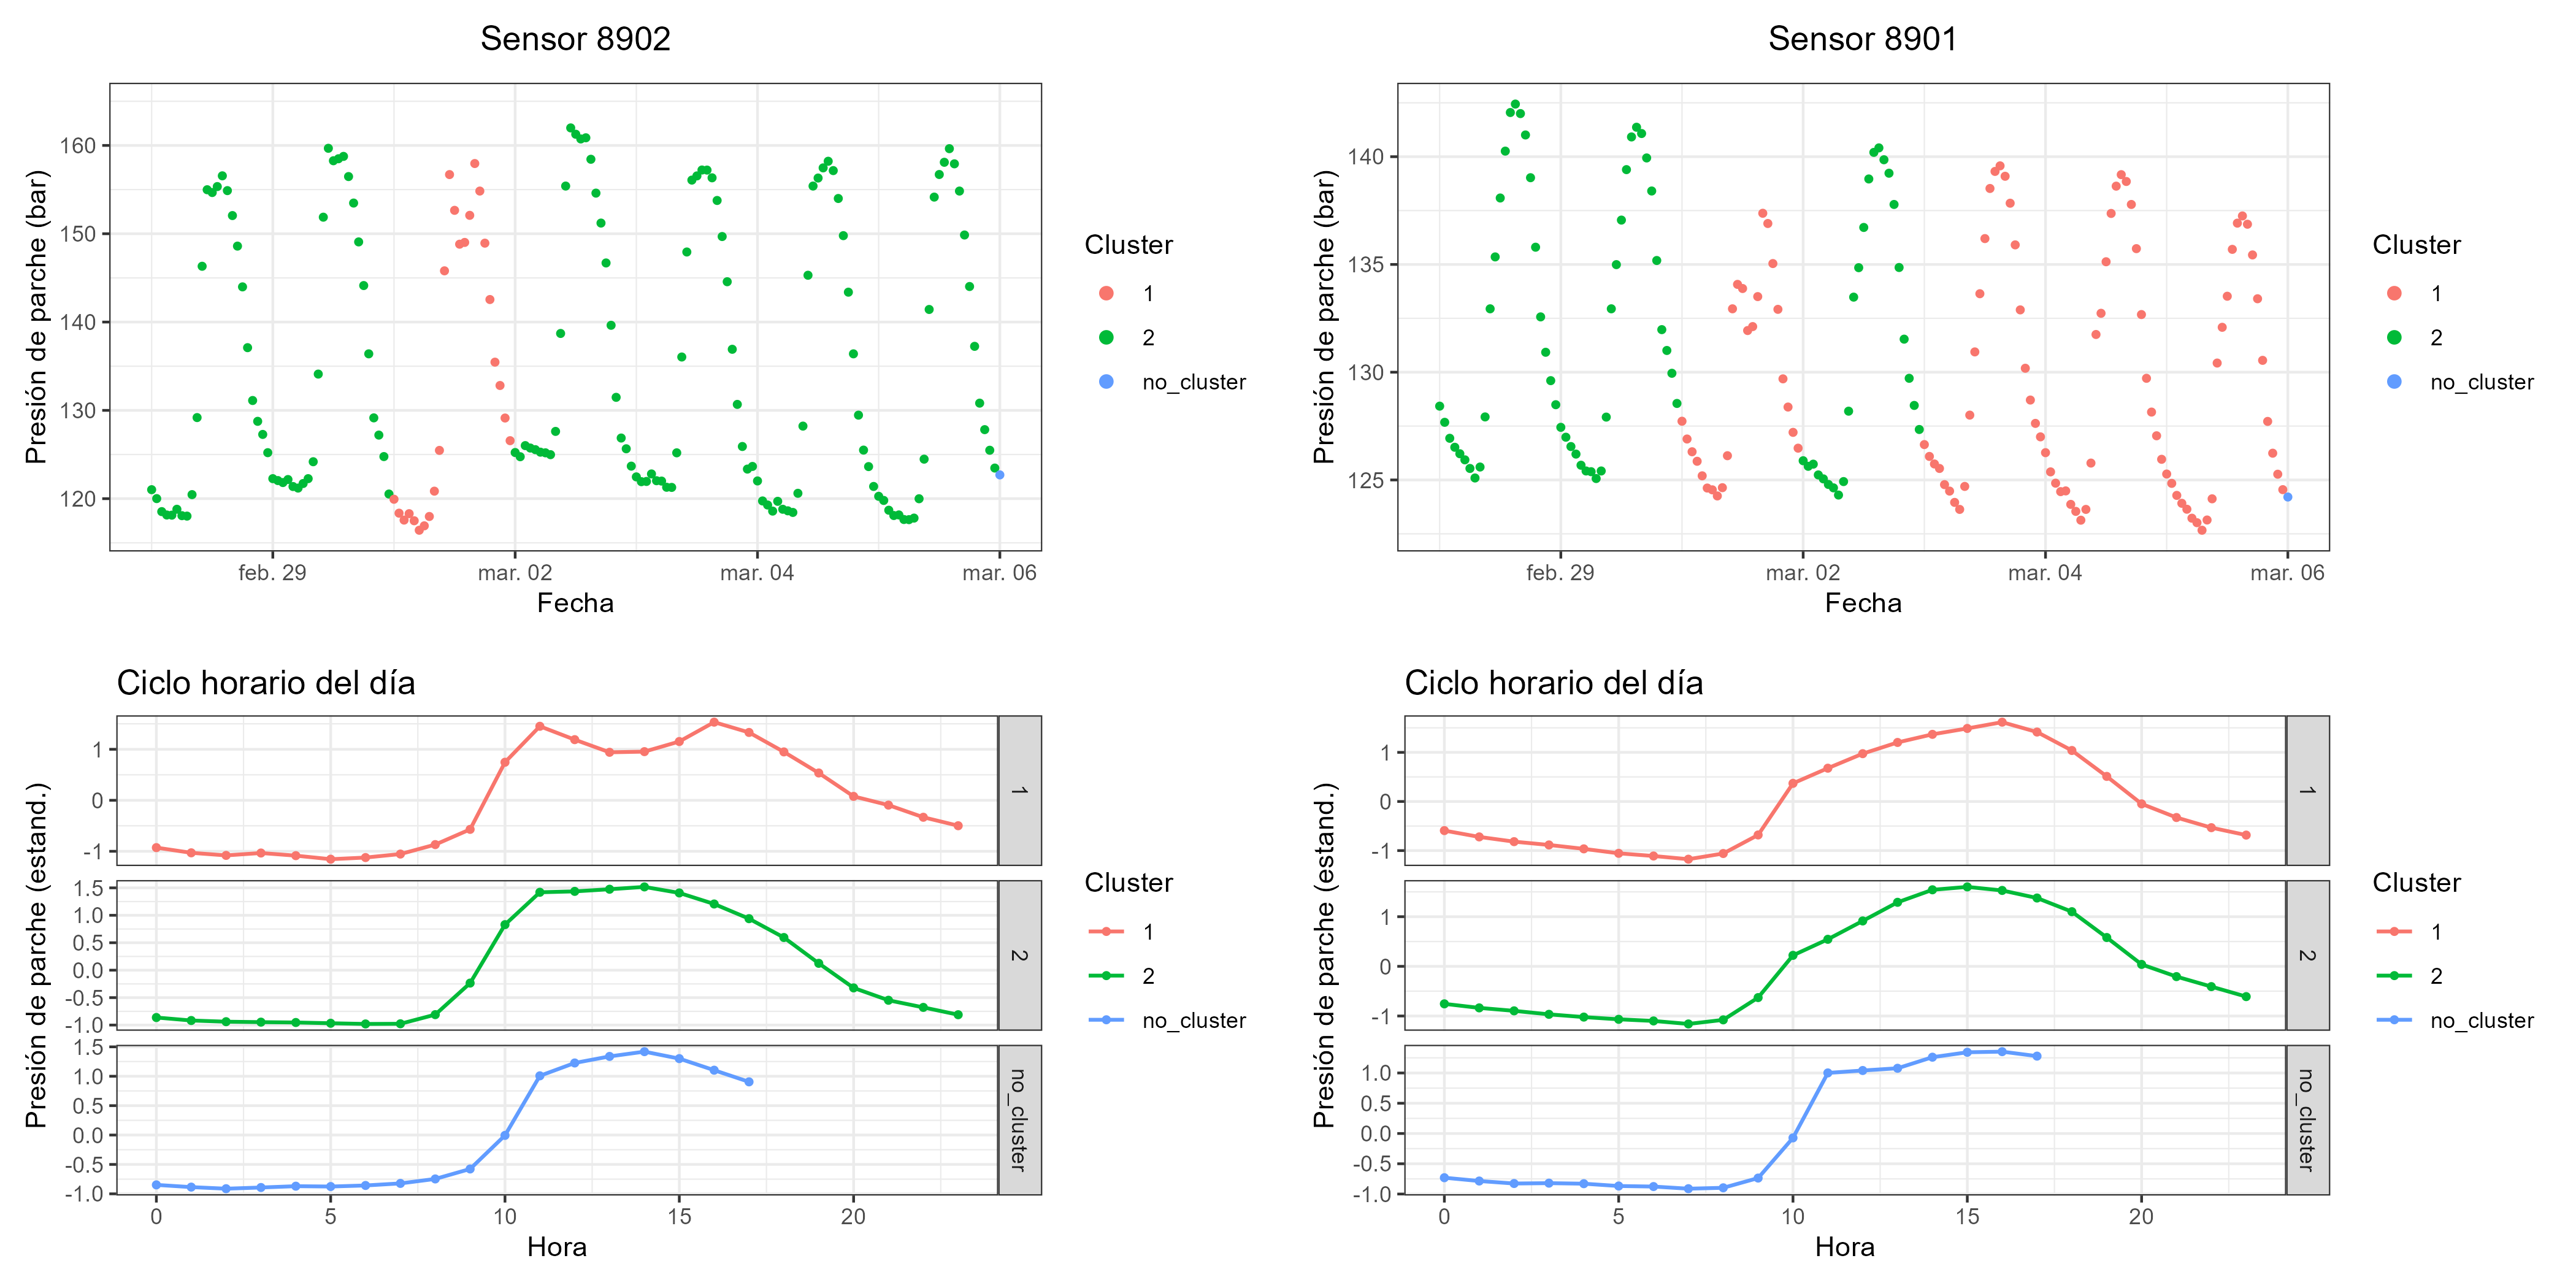 Sensor 8902
Presión de parche (bar)
160
150
140
130
120
feb. 29
mar. 02
mar. 04
mar. 06
Fecha
Cluster
1
2
no_cluster
Sensor 8901
Presión de parche (bar)
140
135
130
125
feb. 29
mar. 02
mar. 04
mar. 06
Fecha
Cluster
1
2
no_cluster
Ciclo horario del día
Presión de parche (estand.)
1
0
-1
1
1.5
1.0
0.5
0.0
-0.5
-1.0
2
1.5
1.0
0.5
0.0
-0.5
-1.0
no_cluster
0
5
10
15
20
Hora
Cluster
1
2
no_cluster
Ciclo horario del día
Presión de parche (estand.)
1
0
-1
1
1
0
-1
2
1.0
0.5
0.0
-0.5
-1.0
no_cluster
0
5
10
15
20
Hora
Cluster
1
2
no_cluster